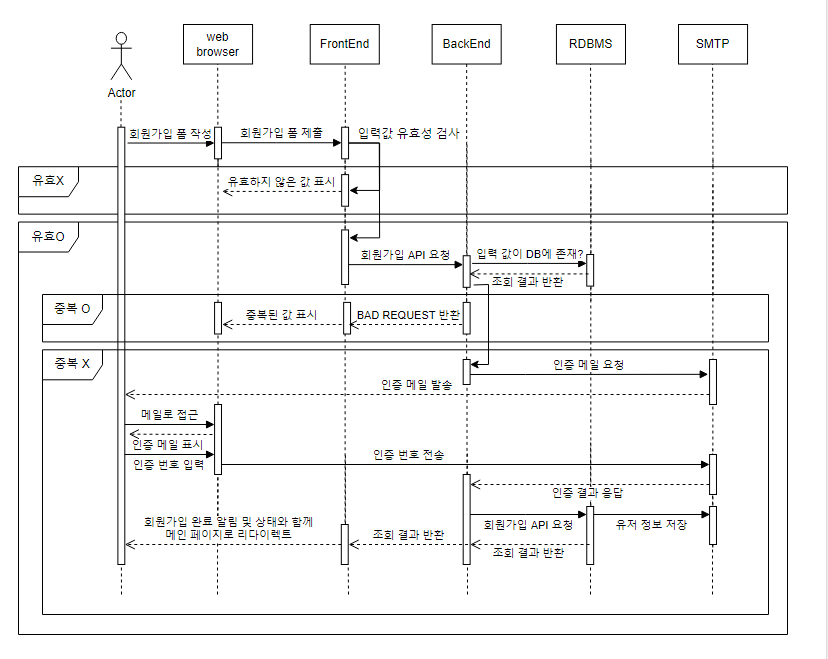 web
browser
FrontEnd
BackEnd
RDBMS
SMTP
Actor
회원가입 폼 작성
회원가입 폼 제출
입력값 유효성 검사
유효X
유효하지 않은 값 표시
유효O
회원가입 API 요청
입력 값이 DB에 존재?
조회 결과 반환
중복 O
중복된 값 표시
BAD REQUEST 반환
중복 X
인증 메일 요청
인증 메일 발송
메일로 접근
인증 메일 표시
인증 번호 입력
인증 번호 전송
인증 결과 응답
회원가입 완료 알림 및 상태와 함께
메인 페이지로 리다이렉트
조회 결과 반환
회원가입 API 요청
유저 정보 저장
조회 결과 반환